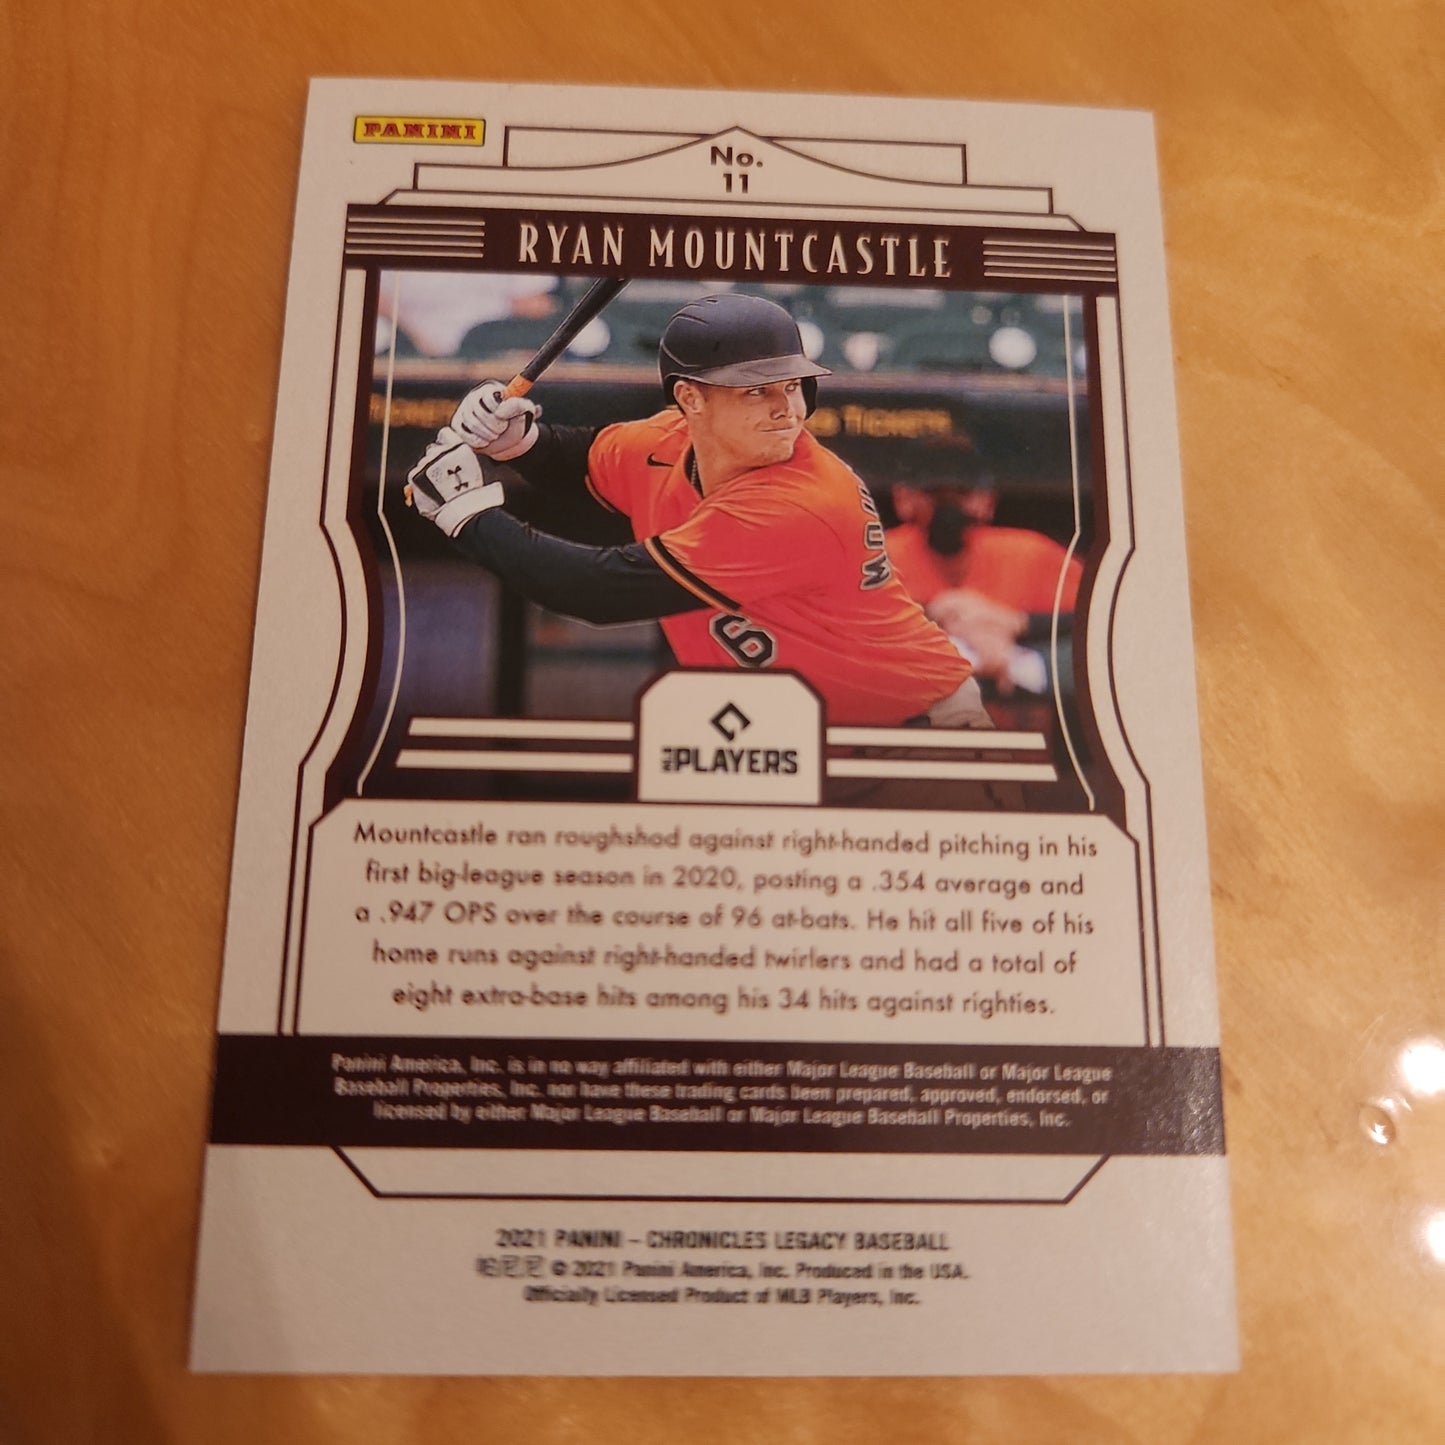 PANINI
No.
11
RYAN MOUNTCASTLE
TICKETS
MOUN
6
MLB PLAYERS
Mountcastle ran roughshod against right-handed pitching in his
first big-league season in 2020, posting a .354 average and
a .947 OPS over the course of 96 at-bats. He hit all five of his
home runs against right-handed twirlers and had a total of
eight extra-base hits among his 34 hits against righties.
Panini America, Inc. is in no way affiliated with either Major League Baseball or Major League
Baseball Properties, Inc. nor have these trading cards been prepared, approved, endorsed, or
licensed by either Major League Baseball or Major League Baseball Properties, Inc.
2021 PANINI – CHRONICLES LEGACY BASEBALL
© 2021 Panini America, Inc. Produced in the USA.
Officially Licensed Product of MLB Players, Inc.